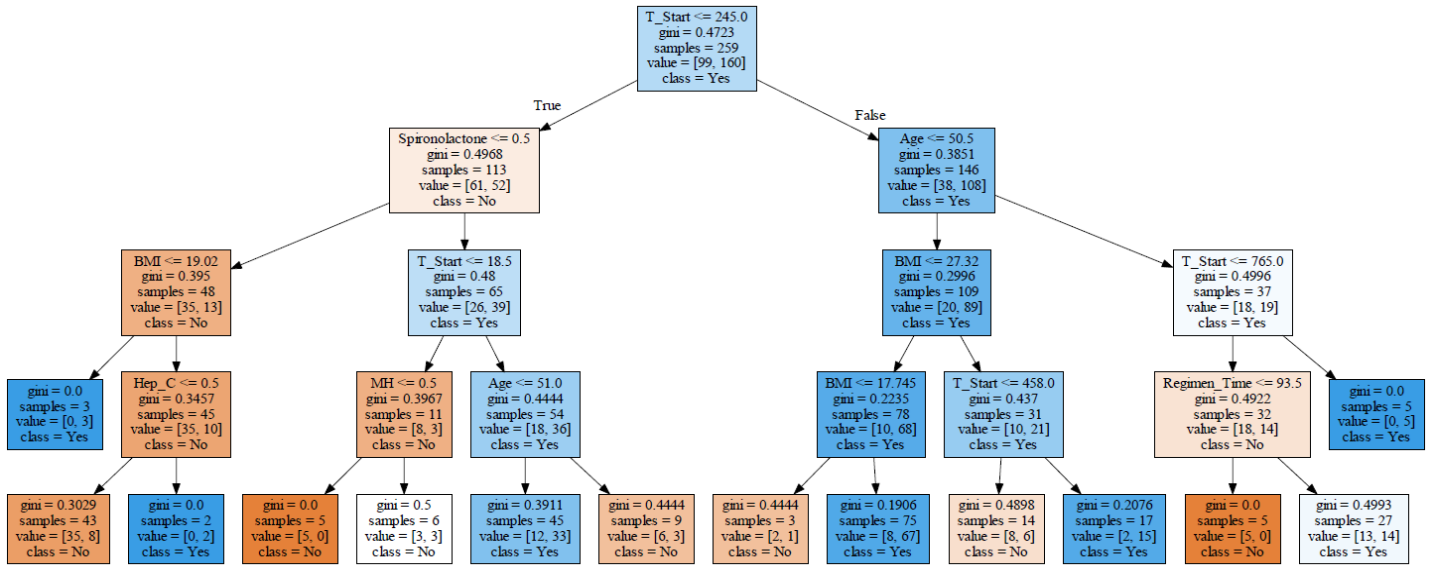 T_Start <= 245.0
gini = 0.4723
samples = 259
value = [99, 160]
class = Yes
True
False
Spironolactone <= 0.5
gini = 0.4968
samples = 113
value = [61, 52]
class = No
Age <= 50.5
gini = 0.3851
samples = 146
value = [38, 108]
class = Yes
BMI <= 19.02
gini = 0.395
samples = 48
value = [35, 13]
class = No
T_Start <= 18.5
gini = 0.48
samples = 65
value = [26, 39]
class = Yes
BMI <= 27.32
gini = 0.2996
samples = 109
value = [20, 89]
class = Yes
T_Start <= 765.0
gini = 0.4996
samples = 37
value = [18, 19]
class = Yes
gini = 0.0
samples = 3
value = [0, 3]
class = Yes
Hep_C <= 0.5
gini = 0.3457
samples = 45
value = [35, 10]
class = No
MH <= 0.5
gini = 0.3967
samples = 11
value = [8, 3]
class = No
Age <= 51.0
gini = 0.4444
samples = 54
value = [18, 36]
class = Yes
BMI <= 17.745
gini = 0.2235
samples = 78
value = [10, 68]
class = Yes
T_Start <= 458.0
gini = 0.437
samples = 31
value = [10, 21]
class = Yes
Regimen_Time <= 93.5
gini = 0.4922
samples = 32
value = [18, 14]
class = No
gini = 0.0
samples = 5
value = [0, 5]
class = Yes
gini = 0.3029
samples = 43
value = [35, 8]
class = No
gini = 0.0
samples = 2
value = [0, 2]
class = Yes
gini = 0.0
samples = 5
value = [5, 0]
class = No
gini = 0.5
samples = 6
value = [3, 3]
class = No
gini = 0.3911
samples = 45
value = [12, 33]
class = Yes
gini = 0.4444
samples = 9
value = [6, 3]
class = No
gini = 0.4444
samples = 3
value = [2, 1]
class = No
gini = 0.1906
samples = 75
value = [8, 67]
class = Yes
gini = 0.4898
samples = 14
value = [8, 6]
class = No
gini = 0.2076
samples = 17
value = [2, 15]
class = Yes
gini = 0.0
samples = 5
value = [5, 0]
class = No
gini = 0.4993
samples = 27
value = [13, 14]
class = Yes